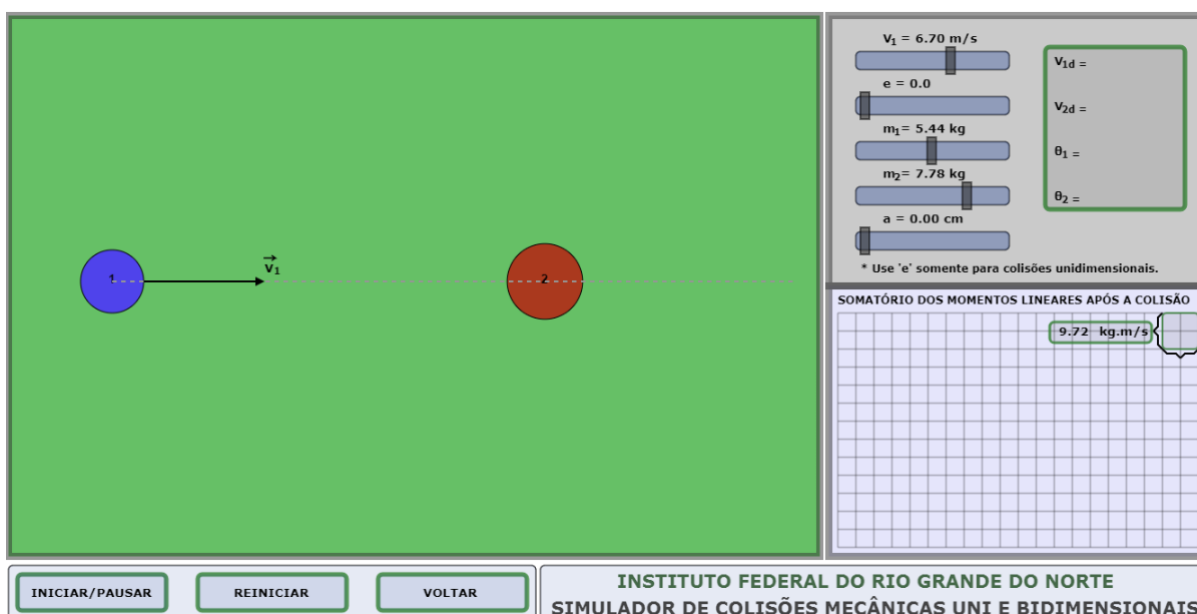 V₁ = 6.70 m/s
e = 0.0
m₁= 5.44 kg
m₂= 7.78 kg
a = 0.00 cm
* Use 'e' somente para colisões unidimensionais.
V₁d =
V₂d =
θ₁ =
θ₂ =
1
v₁
2
SOMATÓRIO DOS MOMENTOS LINEARES APÓS A COLISÃO
9.72 kg.m/s
INICIAR/PAUSAR
REINICIAR
VOLTAR
INSTITUTO FEDERAL DO RIO GRANDE DO NORTE
SIMULADOR DE COLISÕES MECÂNICAS UNI E BIDIMENSIONAIS